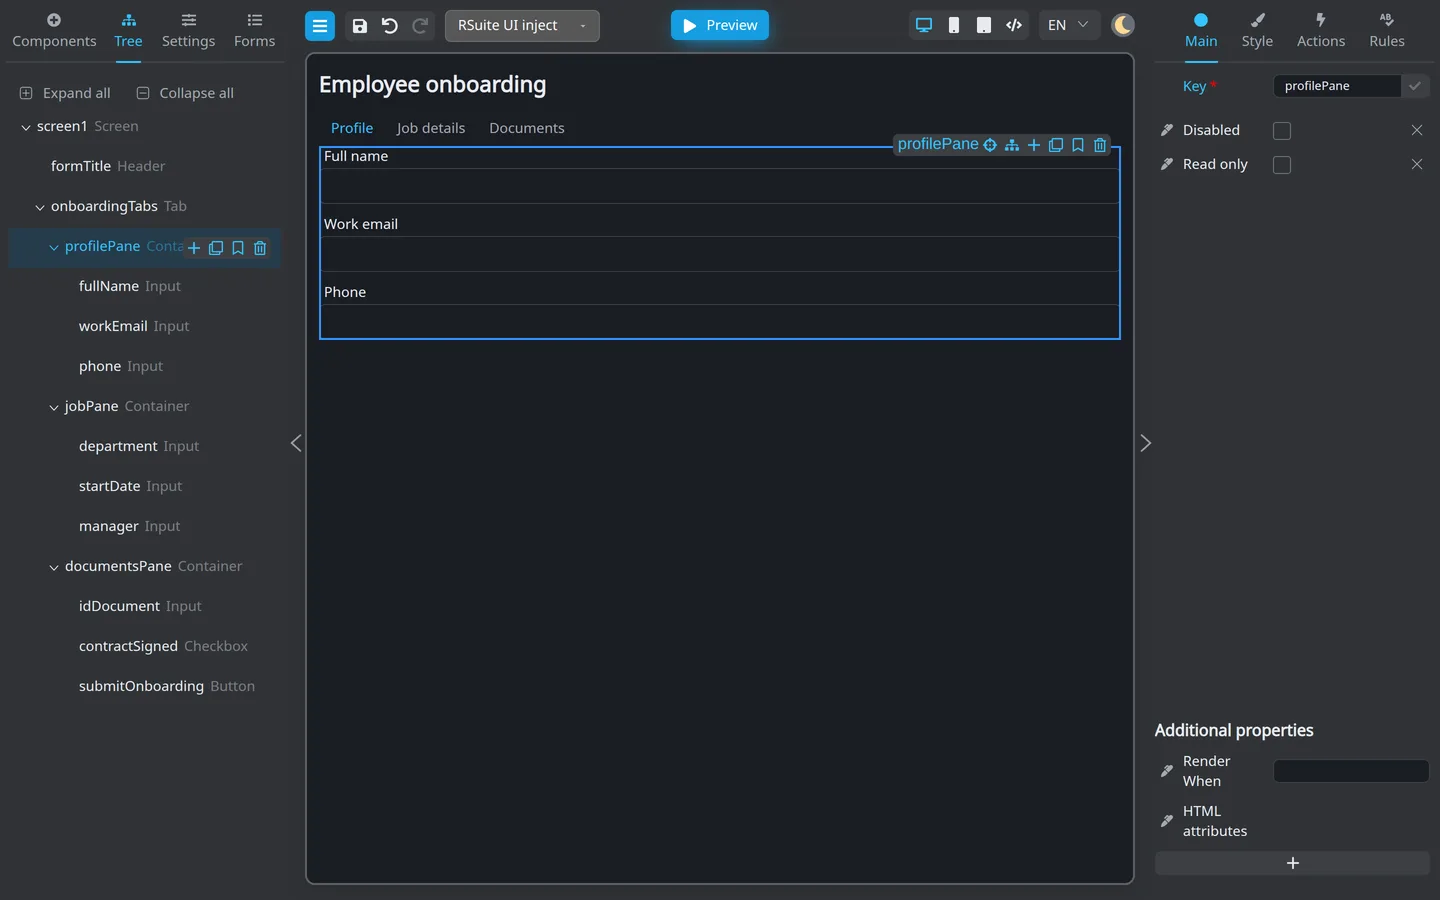 Components
Tree
Settings
Forms
RSuite UI inject
Preview
EN
Main
Style
Actions
Rules
Expand all
Collapse all
screen1 Screen
formTitle Header
onboardingTabs Tab
profilePane Conta
fullName Input
workEmail Input
phone Input
jobPane Container
department Input
startDate Input
manager Input
documentsPane Container
idDocument Input
contractSigned Checkbox
submitOnboarding Button
Employee onboarding
Profile
Job details
Documents
profilePane
Full name
Work email
Phone
Key * profilePane
Disabled
Read only
Additional properties
Render
When
HTML
attributes